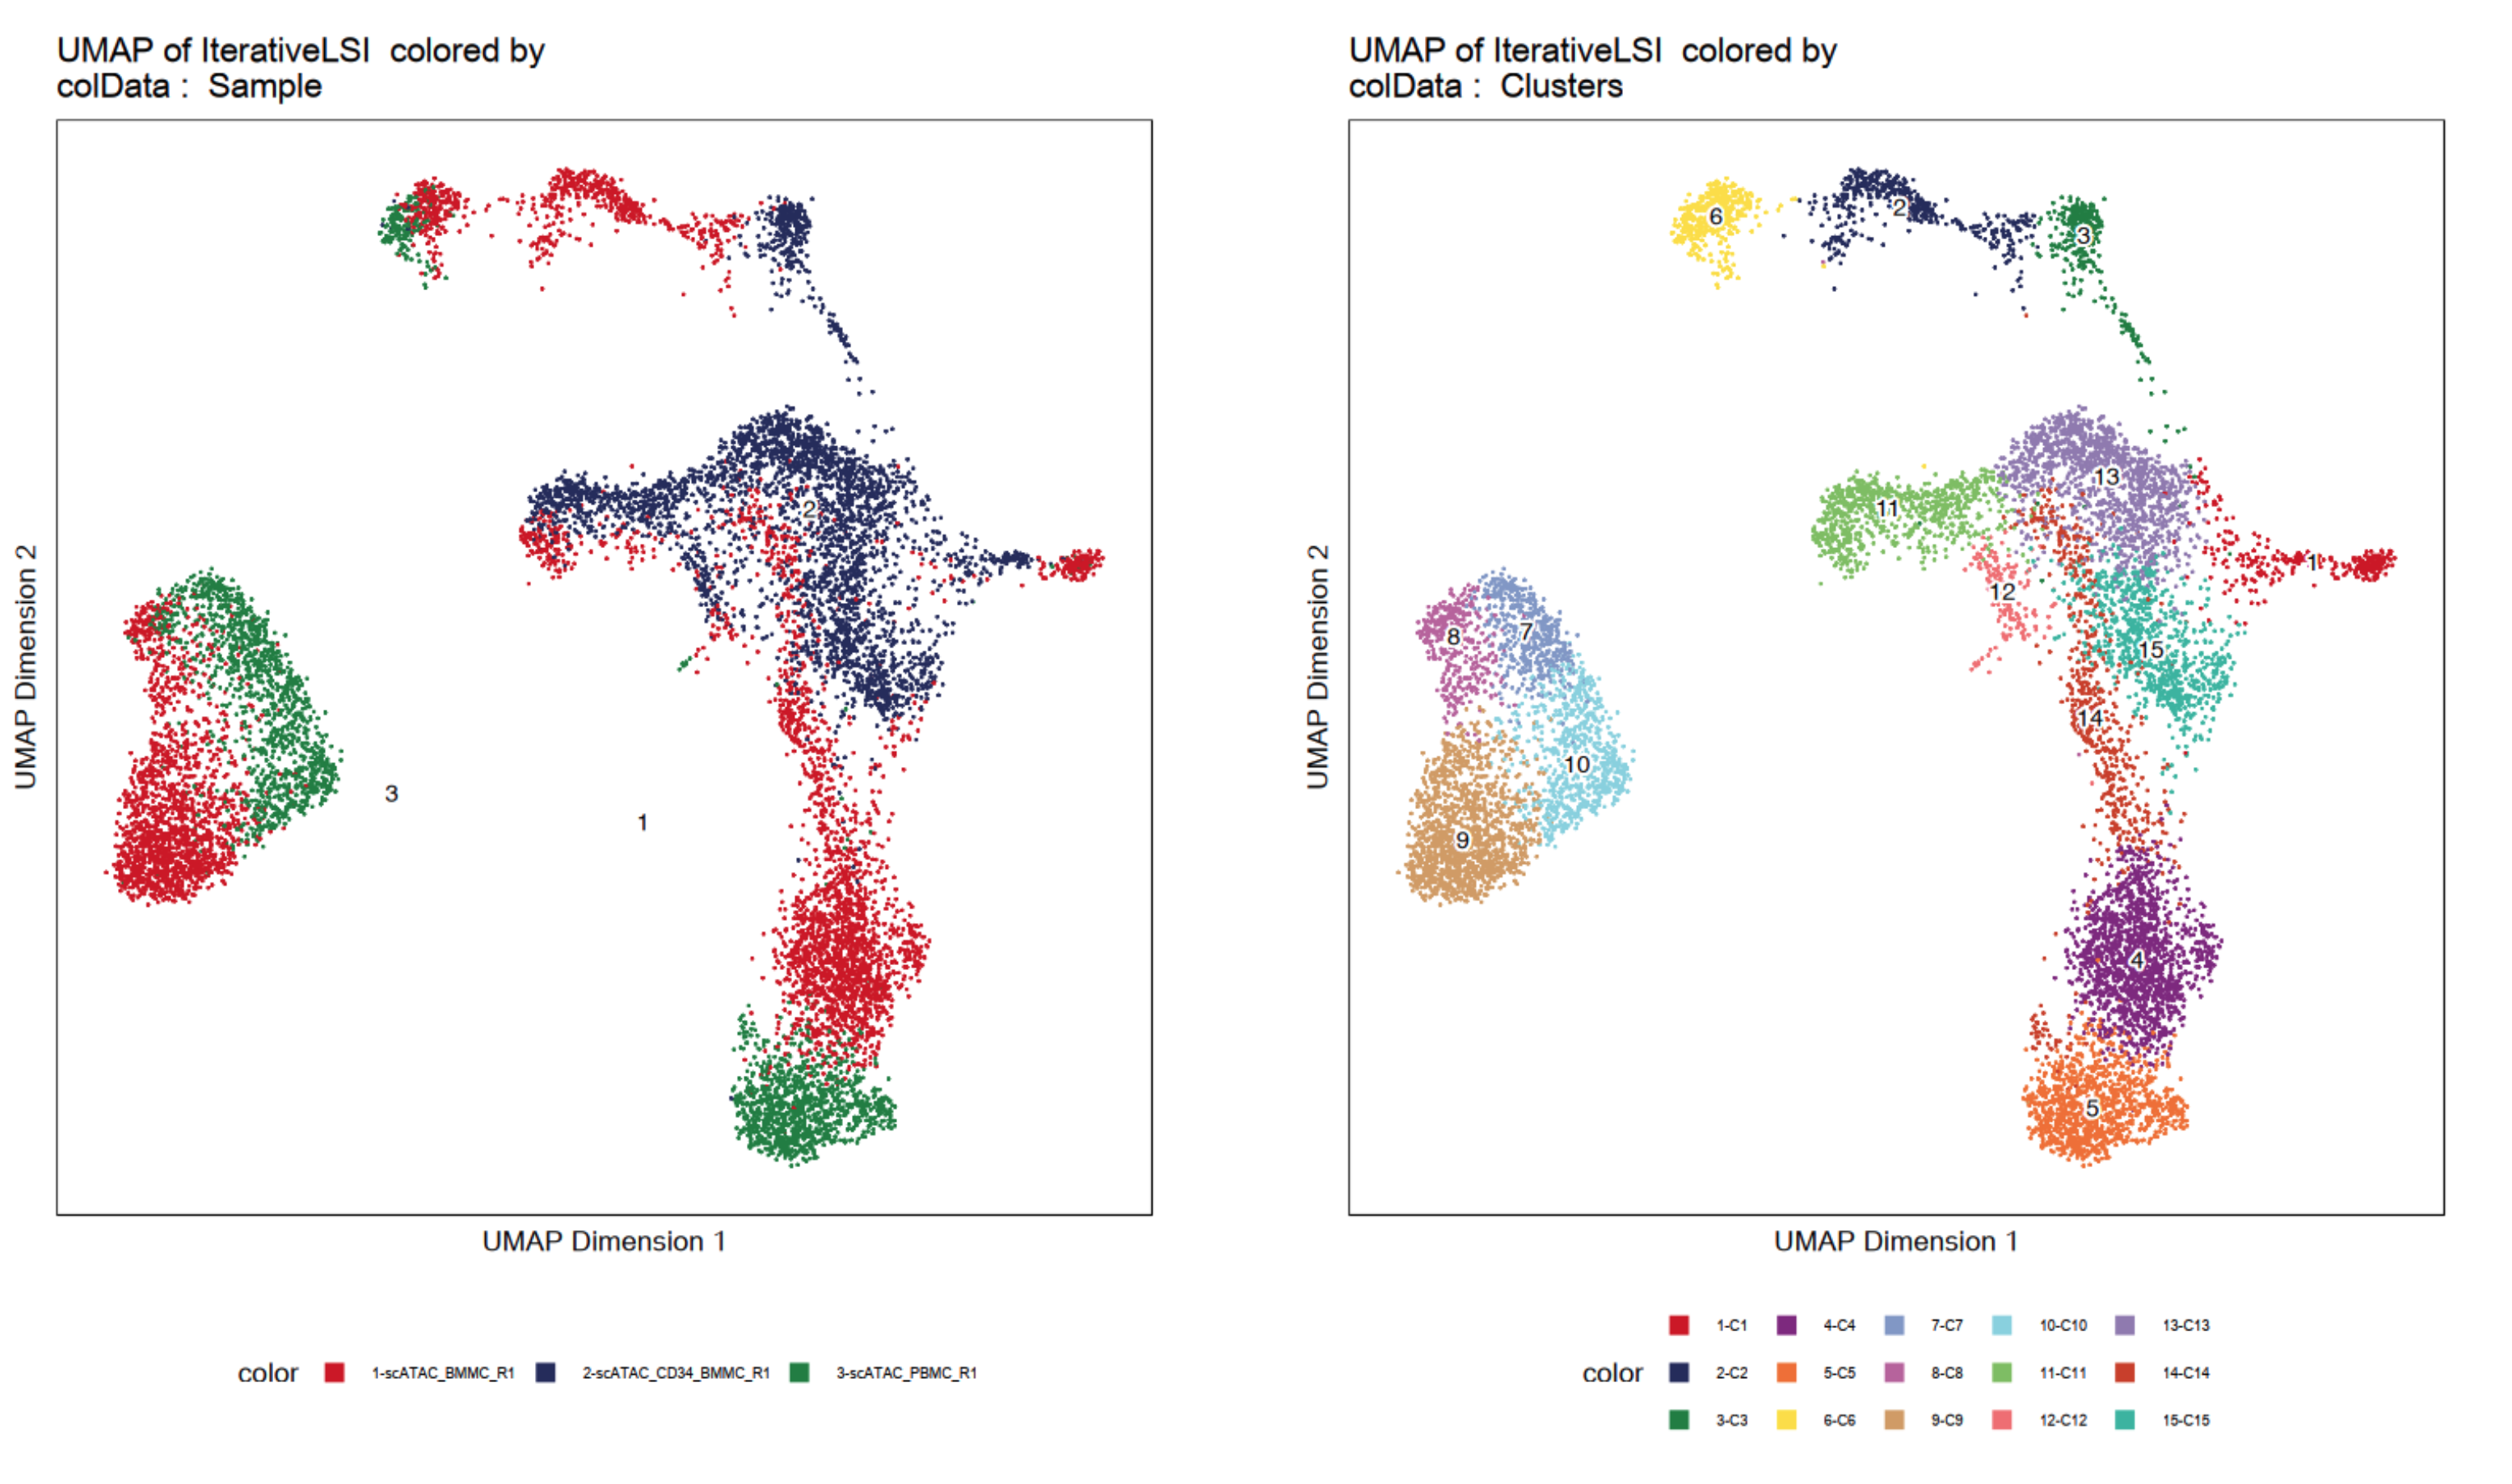 UMAP of IterativeLSI colored by
colData : Sample
UMAP Dimension 2
2
3
1
UMAP Dimension 1
color 1-scATAC_BMMC_R1 2-scATAC_CD34_BMMC_R1 3-scATAC_PBMC_R1
UMAP of IterativeLSI colored by
colData : Clusters
UMAP Dimension 2
6
2
3
13
11
1
12
7
8
15
14
10
9
4
5
UMAP Dimension 1
1-C1 4-C4 7-C7 10-C10 13-C13
color 2-C2 5-C5 8-C8 11-C11 14-C14
3-C3 6-C6 9-C9 12-C12 15-C15